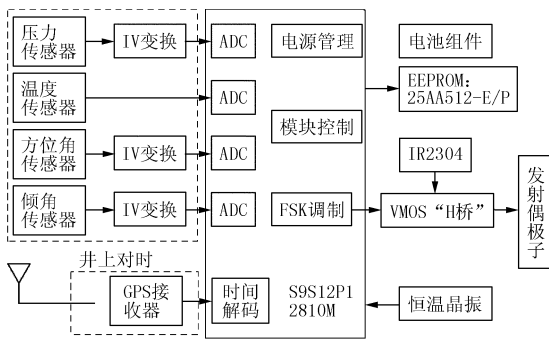 压力
传感器
IV变换
ADC
电源管理
电池组件
温度
传感器
ADC
EEPROM:
25AA512-E/P
模块控制
方位角
传感器
IV变换
ADC
IR2304
倾角
传感器
IV变换
ADC
FSK调制
VMOS“H桥”
发射偶极子
井上对时
GPS接
收器
时间
解码
S9S12P1
2810M
恒温晶振